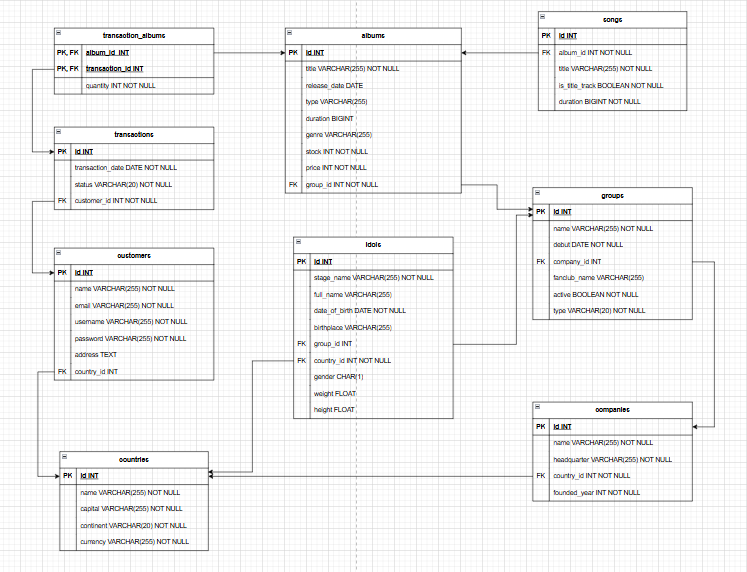 transaction_albums
PK, FK album_id INT
PK, FK transaction_id INT
quantity INT NOT NULL
albums
PK id INT
title VARCHAR(255) NOT NULL
release_date DATE
type VARCHAR(255)
duration BIGINT
genre VARCHAR(255)
stock INT NOT NULL
price INT NOT NULL
FK group_id INT NOT NULL
songs
PK id INT
FK album_id INT NOT NULL
title VARCHAR(255) NOT NULL
is_title_track BOOLEAN NOT NULL
duration BIGINT NOT NULL
transactions
PK id INT
transaction_date DATE NOT NULL
status VARCHAR(20) NOT NULL
FK customer_id INT NOT NULL
groups
PK id INT
name VARCHAR(255) NOT NULL
debut DATE NOT NULL
FK company_id INT
fanclub_name VARCHAR(255)
active BOOLEAN NOT NULL
type VARCHAR(20) NOT NULL
customers
PK id INT
name VARCHAR(255) NOT NULL
email VARCHAR(255) NOT NULL
username VARCHAR(255) NOT NULL
password VARCHAR(255) NOT NULL
address TEXT
FK country_id INT
idols
PK id INT
stage_name VARCHAR(255) NOT NULL
full_name VARCHAR(255)
date_of_birth DATE NOT NULL
birthplace VARCHAR(255)
FK group_id INT
FK country_id INT NOT NULL
gender CHAR(1)
weight FLOAT
height FLOAT
companies
PK id INT
name VARCHAR(255) NOT NULL
headquarter VARCHAR(255) NOT NULL
FK country_id INT NOT NULL
founded_year INT NOT NULL
countries
PK id INT
name VARCHAR(255) NOT NULL
capital VARCHAR(255) NOT NULL
continent VARCHAR(20) NOT NULL
currency VARCHAR(255) NOT NULL